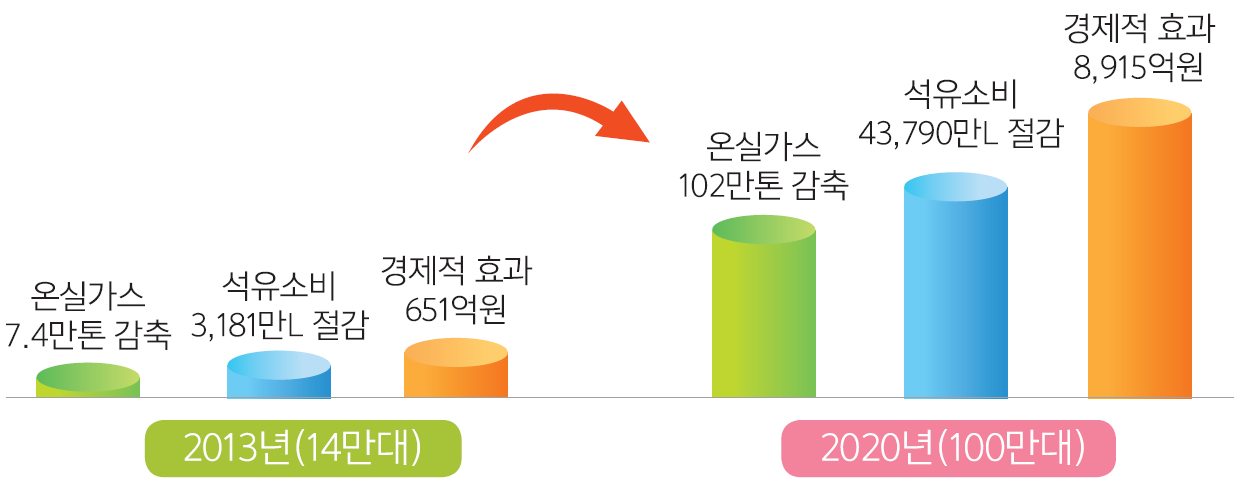 온실가스
7.4만톤 감축
석유소비
3,181만L 절감
경제적 효과
651억원
2013년(14만대)
온실가스
102만톤 감축
석유소비
43,790만L 절감
경제적 효과
8,915억원
2020년(100만대)